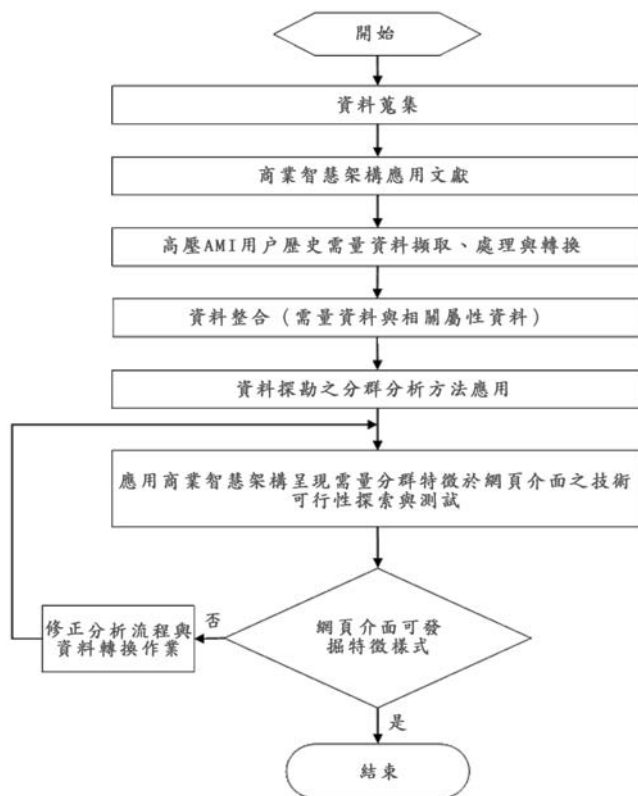 開始
資料蒐集
商業智慧架構應用文獻
高壓AMI用户歷史需量資料擷取、處理與轉換
資料整合（需量資料與相關屬性資料）
資料探勘之分群分析方法應用
應用商業智慧架構呈現需量分群特徵於網頁介面之技術
可行性探索與測試
網頁介面可發
掘特徵樣式
否
修正分析流程與
資料轉換作業
是
結束